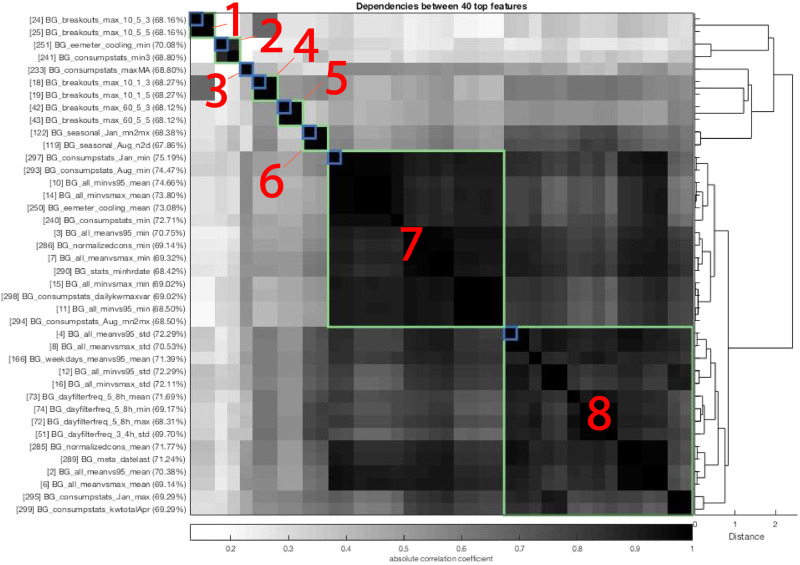 Dependencies between 40 top features
[24] BG_breakouts_max_10_5_3 (68.16%)
[25] BG_breakouts_max_10_5_5 (68.16%)
[251] BG_eemeter_cooling_min (70.08%)
[241] BG_consumpstats_min3 (68.80%)
[233] BG_consumpstats_maxMA (68.80%)
[18] BG_breakouts_max_10_1_3 (68.27%)
[19] BG_breakouts_max_10_1_5 (68.27%)
[42] BG_breakouts_max_60_5_3 (68.12%)
[43] BG_breakouts_max_60_5_5 (68.12%)
[122] BG_seasonal_Jan_mn2mx (68.38%)
[119] BG_seasonal_Aug_n2d (67.86%)
[297] BG_consumpstats_Jan_min (75.19%)
[293] BG_consumpstats_Aug_min (74.47%)
[10] BG_all_minvs95_mean (74.66%)
[14] BG_all_minvsmax_mean (73.80%)
[250] BG_eemeter_cooling_mean (73.08%)
[240] BG_consumpstats_min (72.71%)
[3] BG_all_meanvs95_min (70.75%)
[286] BG_normalizedcons_min (69.14%)
[7] BG_all_meanvsmax_min (69.32%)
[290] BG_stats_minhrdate (68.42%)
[15] BG_all_minvsmax_min (69.02%)
[298] BG_consumpstats_dailykwmaxvar (69.02%)
[11] BG_all_minvs95_min (68.50%)
[294] BG_consumpstats_Aug_mn2mx (68.50%)
[4] BG_all_meanvs95_std (72.29%)
[8] BG_all_meanvsmax_std (70.53%)
[166] BG_weekdays_meanvs95_mean (71.39%)
[12] BG_all_minvs95_std (72.29%)
[16] BG_all_minvsmax_std (72.11%)
[73] BG_dayfilterfreq_5_8h_mean (71.69%)
[74] BG_dayfilterfreq_5_8h_min (69.17%)
[72] BG_dayfilterfreq_5_8h_max (68.31%)
[51] BG_dayfilterfreq_3_4h_std (69.70%)
[285] BG_normalizedcons_mean (71.77%)
[289] BG_meta_datelast (71.24%)
[2] BG_all_meanvs95_mean (70.38%)
[6] BG_all_meanvsmax_mean (69.14%)
[295] BG_consumpstats_Jan_max (69.29%)
[299] BG_consumpstats_kwtotalApr (69.29%)
1
2
3
4
5
6
7
8
0.2 0.3 0.4 0.5 0.6 0.7 0.8 0.9 1
absolute correlation coefficient
0 1 2
Distance